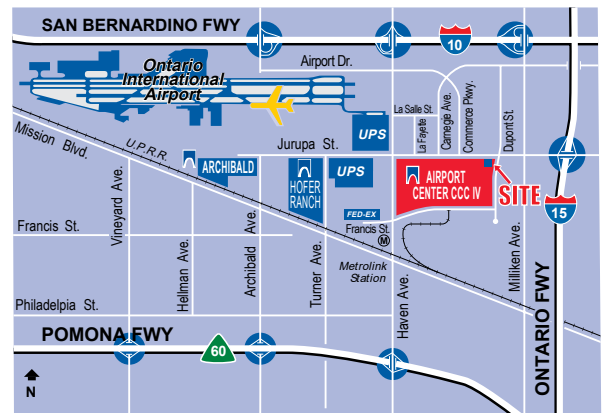 SAN BERNARDINO FWY
10
Airport Dr.
Ontario
International
Airport
La Salle St.
La Fayette
Carnege Ave.
Commerce Pkwy.
Dupont St.
UPS
Mission Blvd.
U.P.R.R.
Jurupa St.
ARCHIBALD
HOFER
RANCH
UPS
AIRPORT
CENTER CCC IV
SITE
15
Vineyard Ave.
FED-EX
Francis St.
Francis St.
M
Hellman Ave.
Archibald Ave.
Turner Ave.
Metrolink
Station
Haven Ave.
Milliken Ave.
ONTARIO FWY
Philadelpia St.
POMONA FWY
60
N